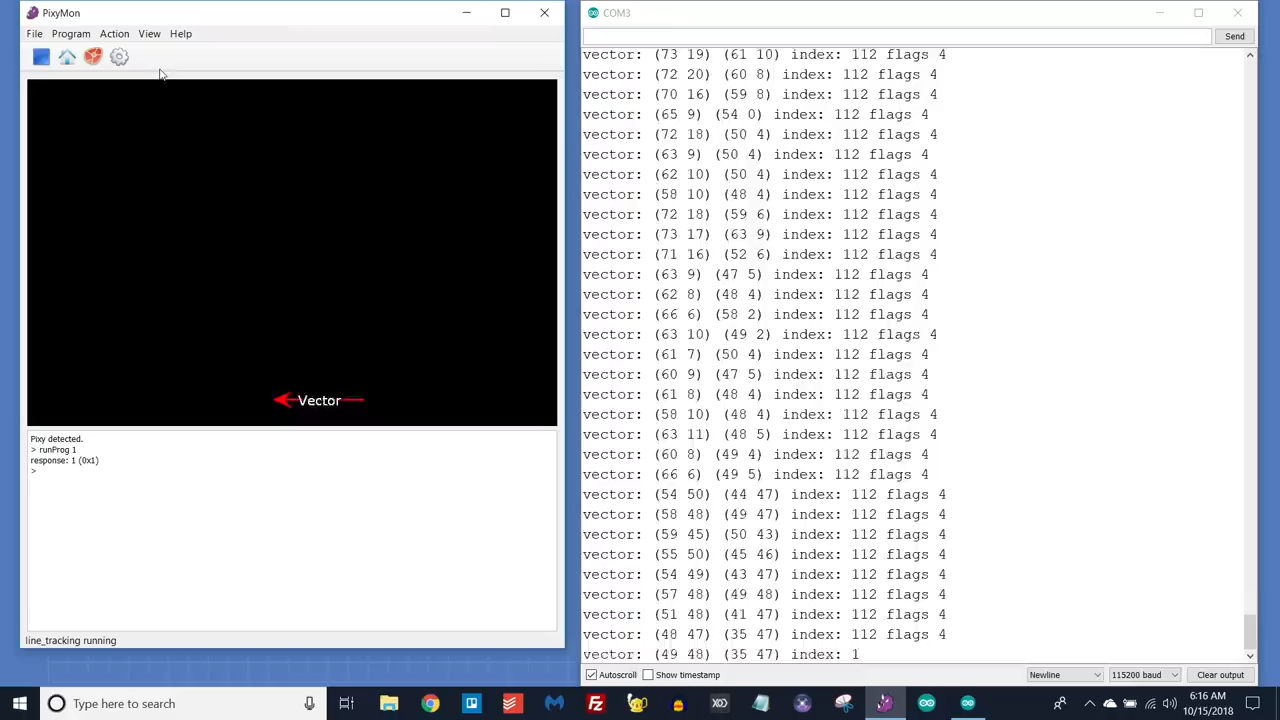 PixyMon
File Program Action View Help
Vector
Pixy detected.
> runProg 1
response: 1 (0x1)
>
line_tracking running
COM3
Send
vector: (73 19) (61 10) index: 112 flags 4
vector: (72 20) (60 8) index: 112 flags 4
vector: (70 16) (59 8) index: 112 flags 4
vector: (65 9) (54 0) index: 112 flags 4
vector: (72 18) (50 4) index: 112 flags 4
vector: (63 9) (50 4) index: 112 flags 4
vector: (62 10) (50 4) index: 112 flags 4
vector: (58 10) (48 4) index: 112 flags 4
vector: (72 18) (59 6) index: 112 flags 4
vector: (73 17) (63 9) index: 112 flags 4
vector: (71 16) (52 6) index: 112 flags 4
vector: (63 9) (47 5) index: 112 flags 4
vector: (62 8) (48 4) index: 112 flags 4
vector: (66 6) (58 2) index: 112 flags 4
vector: (63 10) (49 2) index: 112 flags 4
vector: (61 7) (50 4) index: 112 flags 4
vector: (60 9) (47 5) index: 112 flags 4
vector: (61 8) (48 4) index: 112 flags 4
vector: (58 10) (48 4) index: 112 flags 4
vector: (63 11) (48 5) index: 112 flags 4
vector: (60 8) (49 4) index: 112 flags 4
vector: (66 6) (49 5) index: 112 flags 4
vector: (54 50) (44 47) index: 112 flags 4
vector: (58 48) (49 47) index: 112 flags 4
vector: (59 45) (50 43) index: 112 flags 4
vector: (55 50) (45 46) index: 112 flags 4
vector: (54 49) (43 47) index: 112 flags 4
vector: (57 48) (49 48) index: 112 flags 4
vector: (51 48) (41 47) index: 112 flags 4
vector: (48 47) (35 47) index: 112 flags 4
vector: (49 48) (35 47) index: 1
Autoscroll Show timestamp Newline 115200 baud Clear output
Type here to search
6:16 AM
10/15/2018